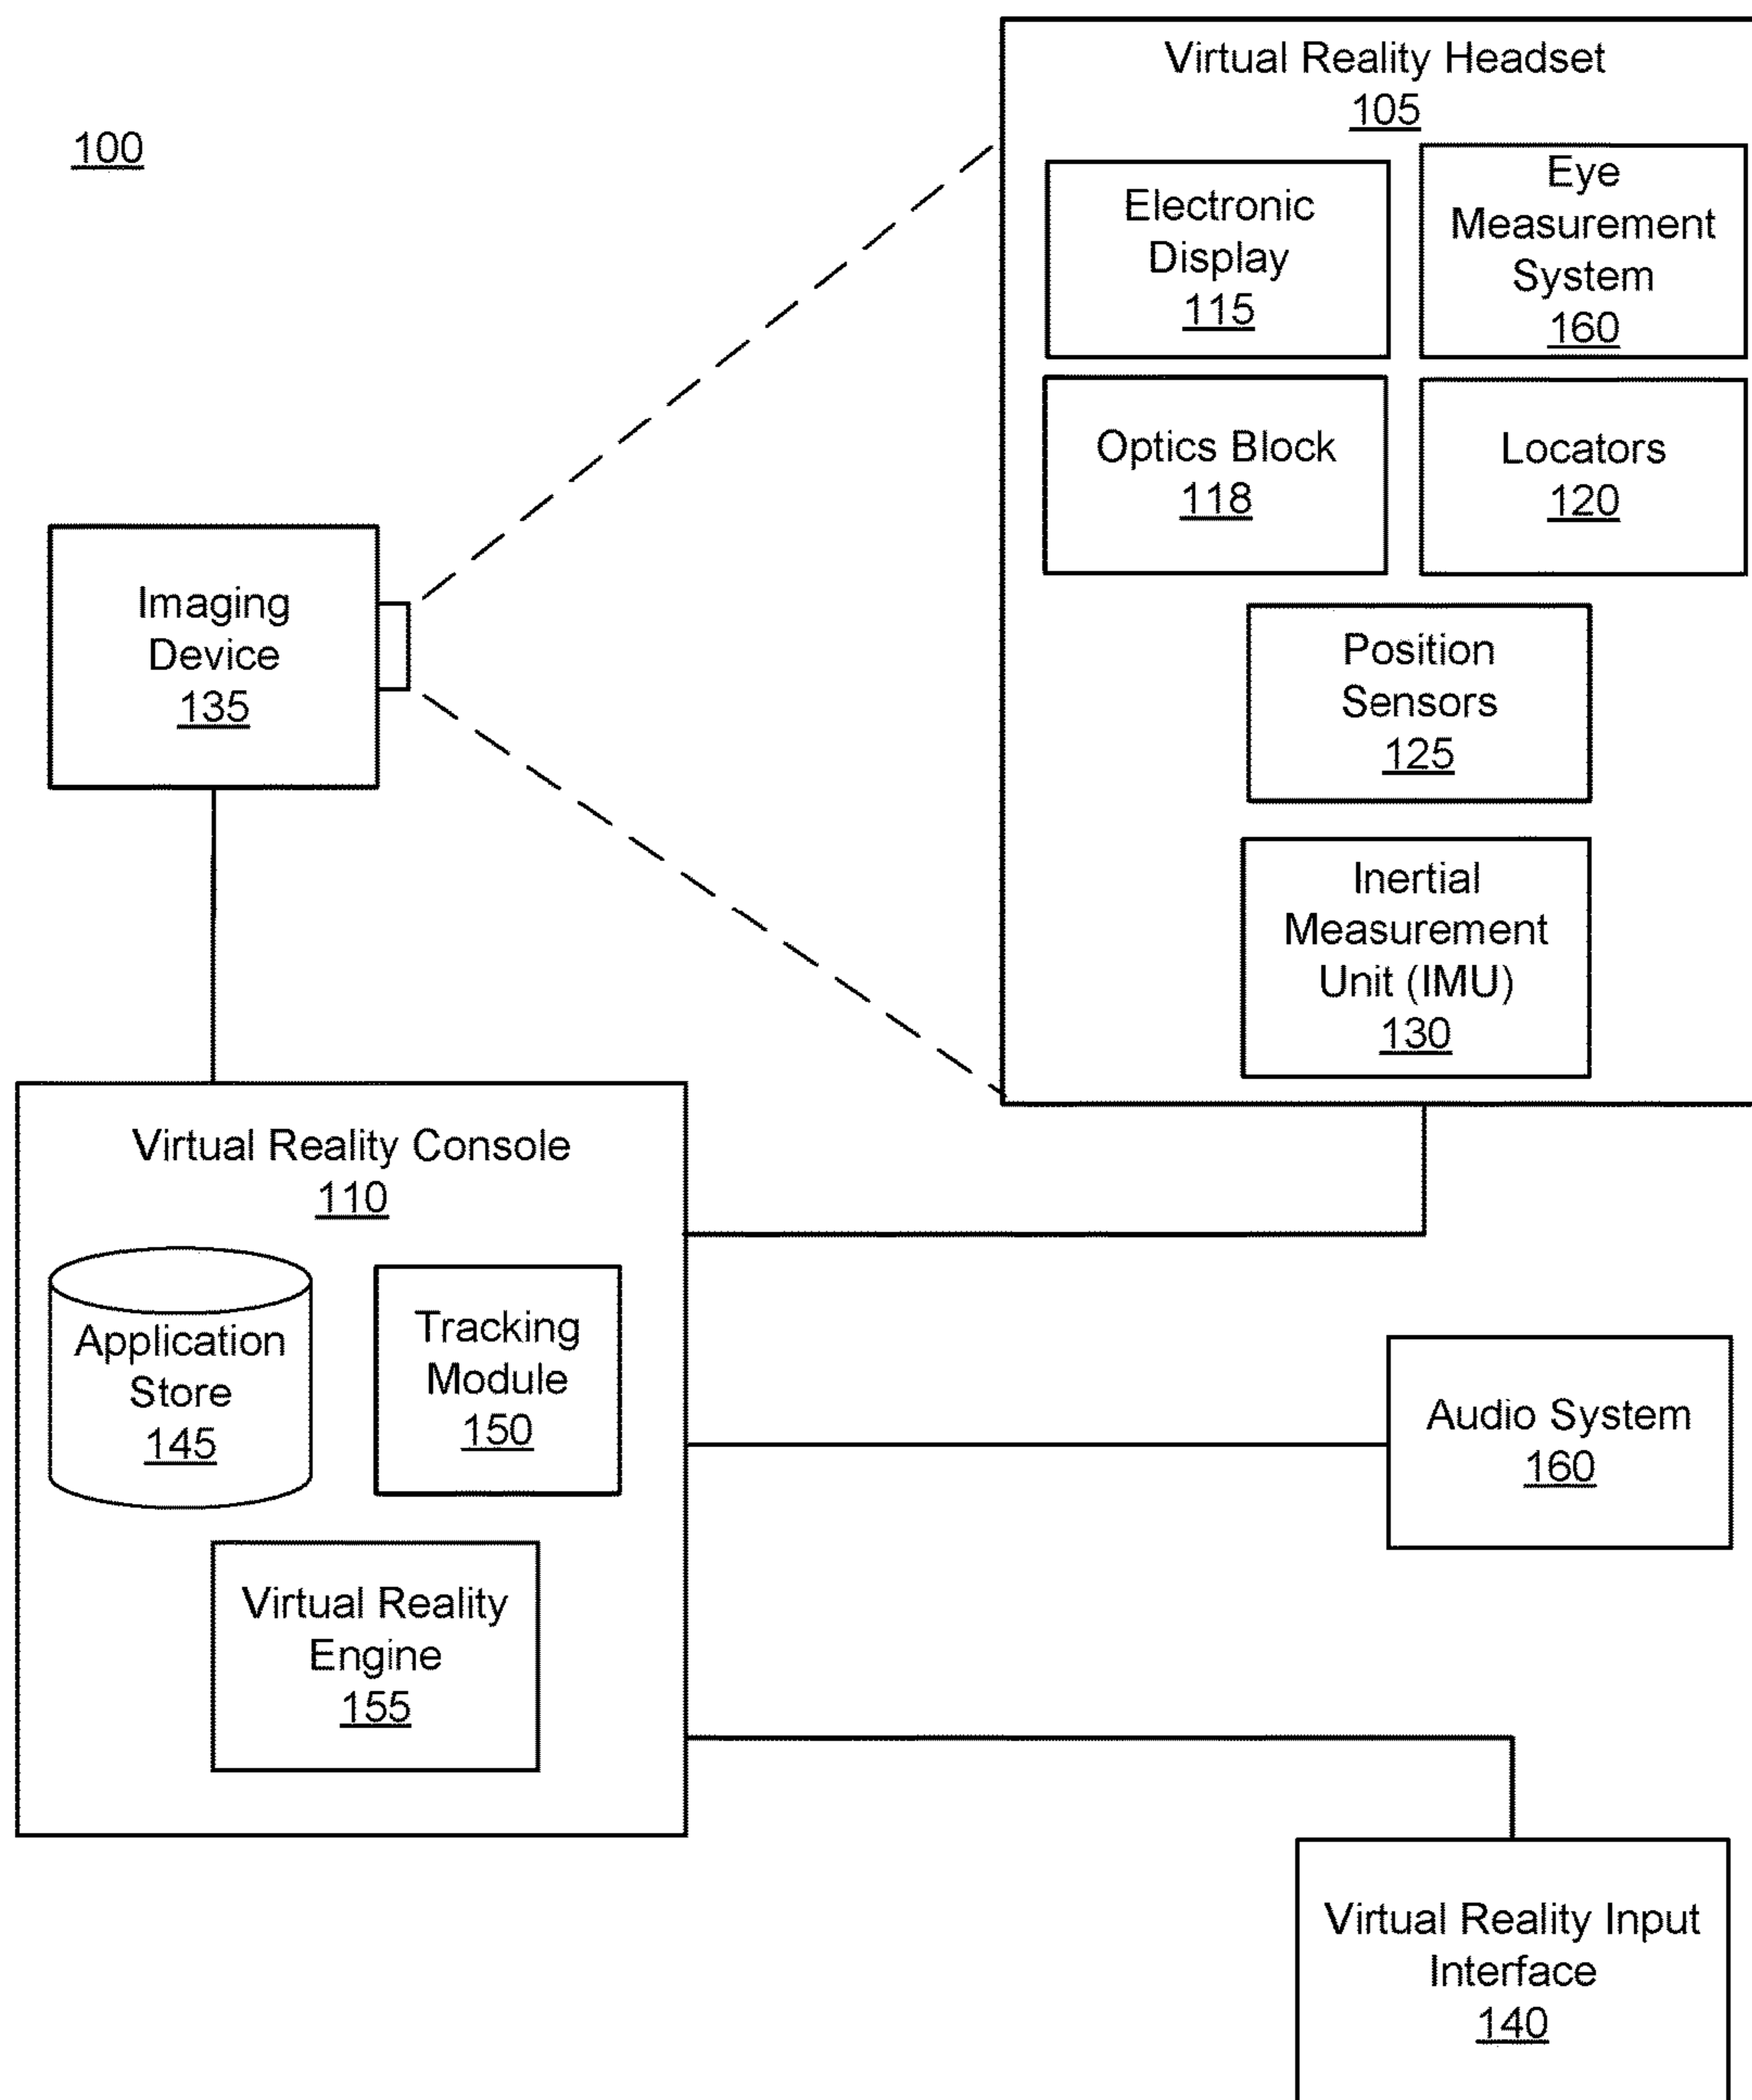 100
Virtual Reality Headset
105
Electronic
Display
115
Eye
Measurement
System
160
Optics Block
118
Locators
120
Position
Sensors
125
Inertial
Measurement
Unit (IMU)
130
Imaging
Device
135
Virtual Reality Console
110
Application
Store
145
Tracking
Module
150
Virtual Reality
Engine
155
Audio System
160
Virtual Reality Input
Interface
140